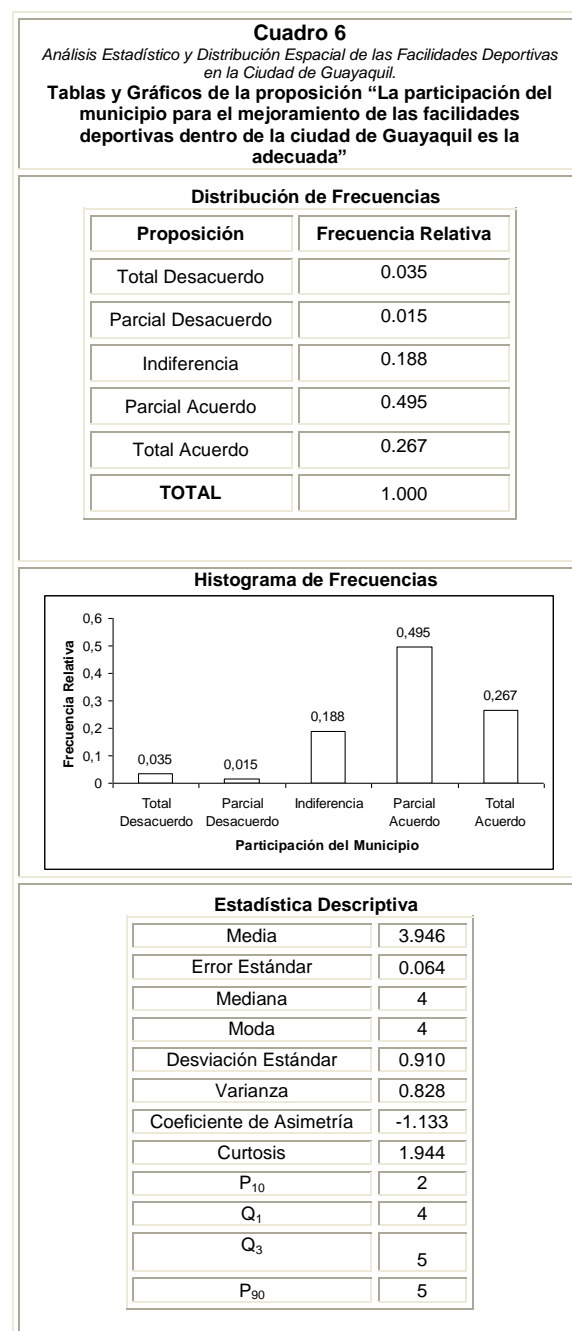 Cuadro 6
Análisis Estadístico y Distribución Espacial de las Facilidades Deportivas
en la Ciudad de Guayaquil.
Tablas y Gráficos de la proposición “La participación del
municipio para el mejoramiento de las facilidades
deportivas dentro de la ciudad de Guayaquil es la
adecuada”
Distribución de Frecuencias
Proposición Frecuencia Relativa
Total Desacuerdo 0.035
Parcial Desacuerdo 0.015
Indiferencia 0.188
Parcial Acuerdo 0.495
Total Acuerdo 0.267
TOTAL 1.000
Histograma de Frecuencias
Frecuencia Relativa
0,6
0,5
0,4
0,3
0,2
0,1
0
0,035
0,015
0,188
0,495
0,267
Total Desacuerdo
Parcial Desacuerdo
Indiferencia
Parcial Acuerdo
Total Acuerdo
Participación del Municipio
Estadística Descriptiva
Media 3.946
Error Estándar 0.064
Mediana 4
Moda 4
Desviación Estándar 0.910
Varianza 0.828
Coeficiente de Asimetría -1.133
Curtosis 1.944
P10 2
Q1 4
Q3 5
P90 5